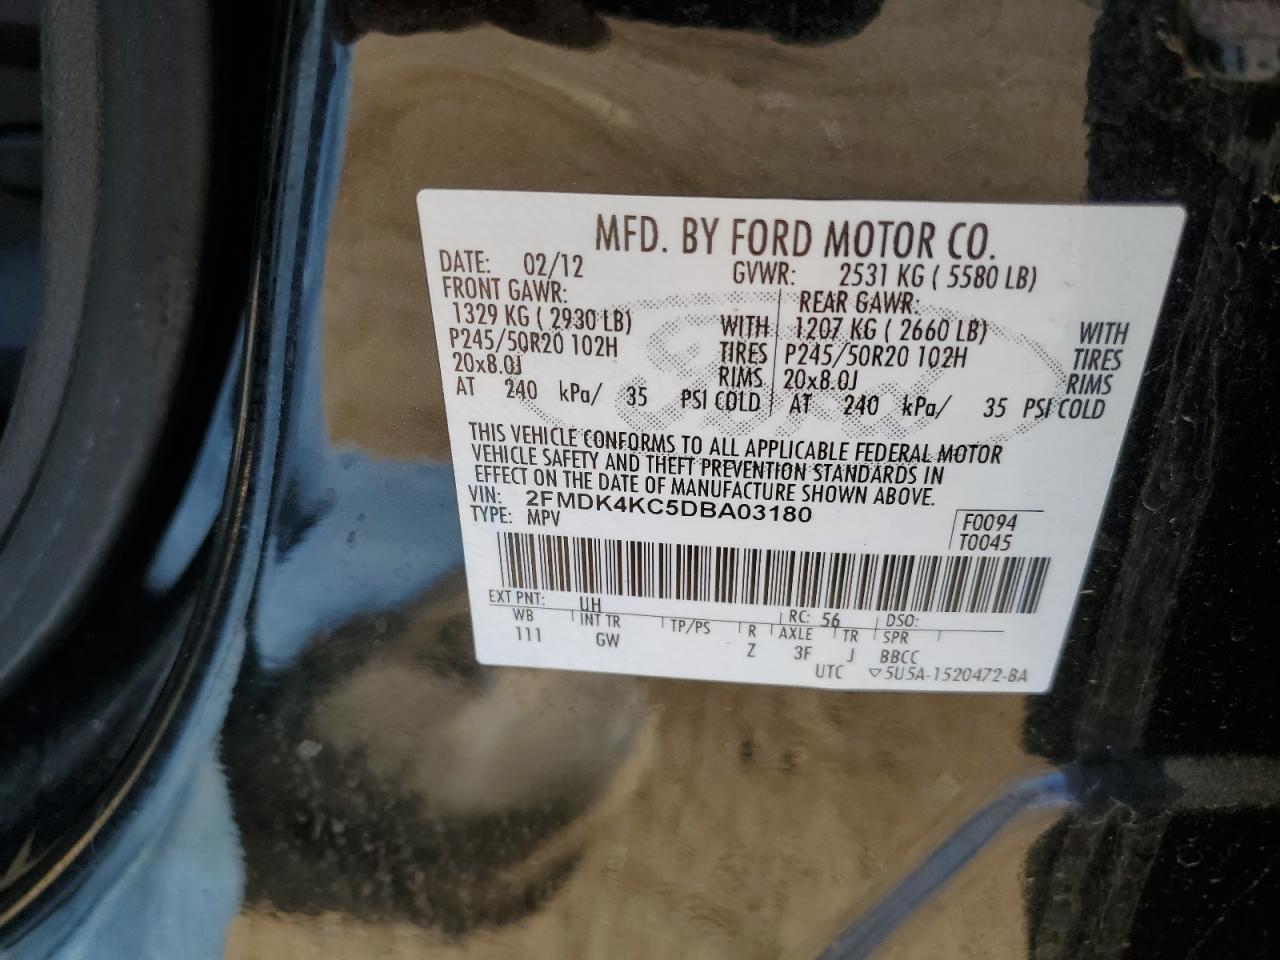 MFD. BY FORD MOTOR CO.
DATE: 02/12 GVWR: 2531 KG ( 5580 LB)
FRONT GAWR: REAR GAWR:
1329 KG ( 2930 LB) WITH 1207 KG ( 2660 LB) WITH
P245/50R20 102H TIRES P245/50R20 102H TIRES
20x8.0J RIMS 20x8.0J RIMS
AT 240 kPa/ 35 PSI COLD AT 240 kPa/ 35 PSI COLD
THIS VEHICLE CONFORMS TO ALL APPLICABLE FEDERAL MOTOR
VEHICLE SAFETY AND THEFT PREVENTION STANDARDS IN
EFFECT ON THE DATE OF MANUFACTURE SHOWN ABOVE.
VIN: 2FMDK4KC5DBA03180
TYPE: MPV
F0094
T0045
EXT PNT: UH RC: 56 DSO:
WB INT TR TP/PS R AXLE TR SPR
111 GW Z 3F J BBCC
UTC ▽5U5A-1520472-BA